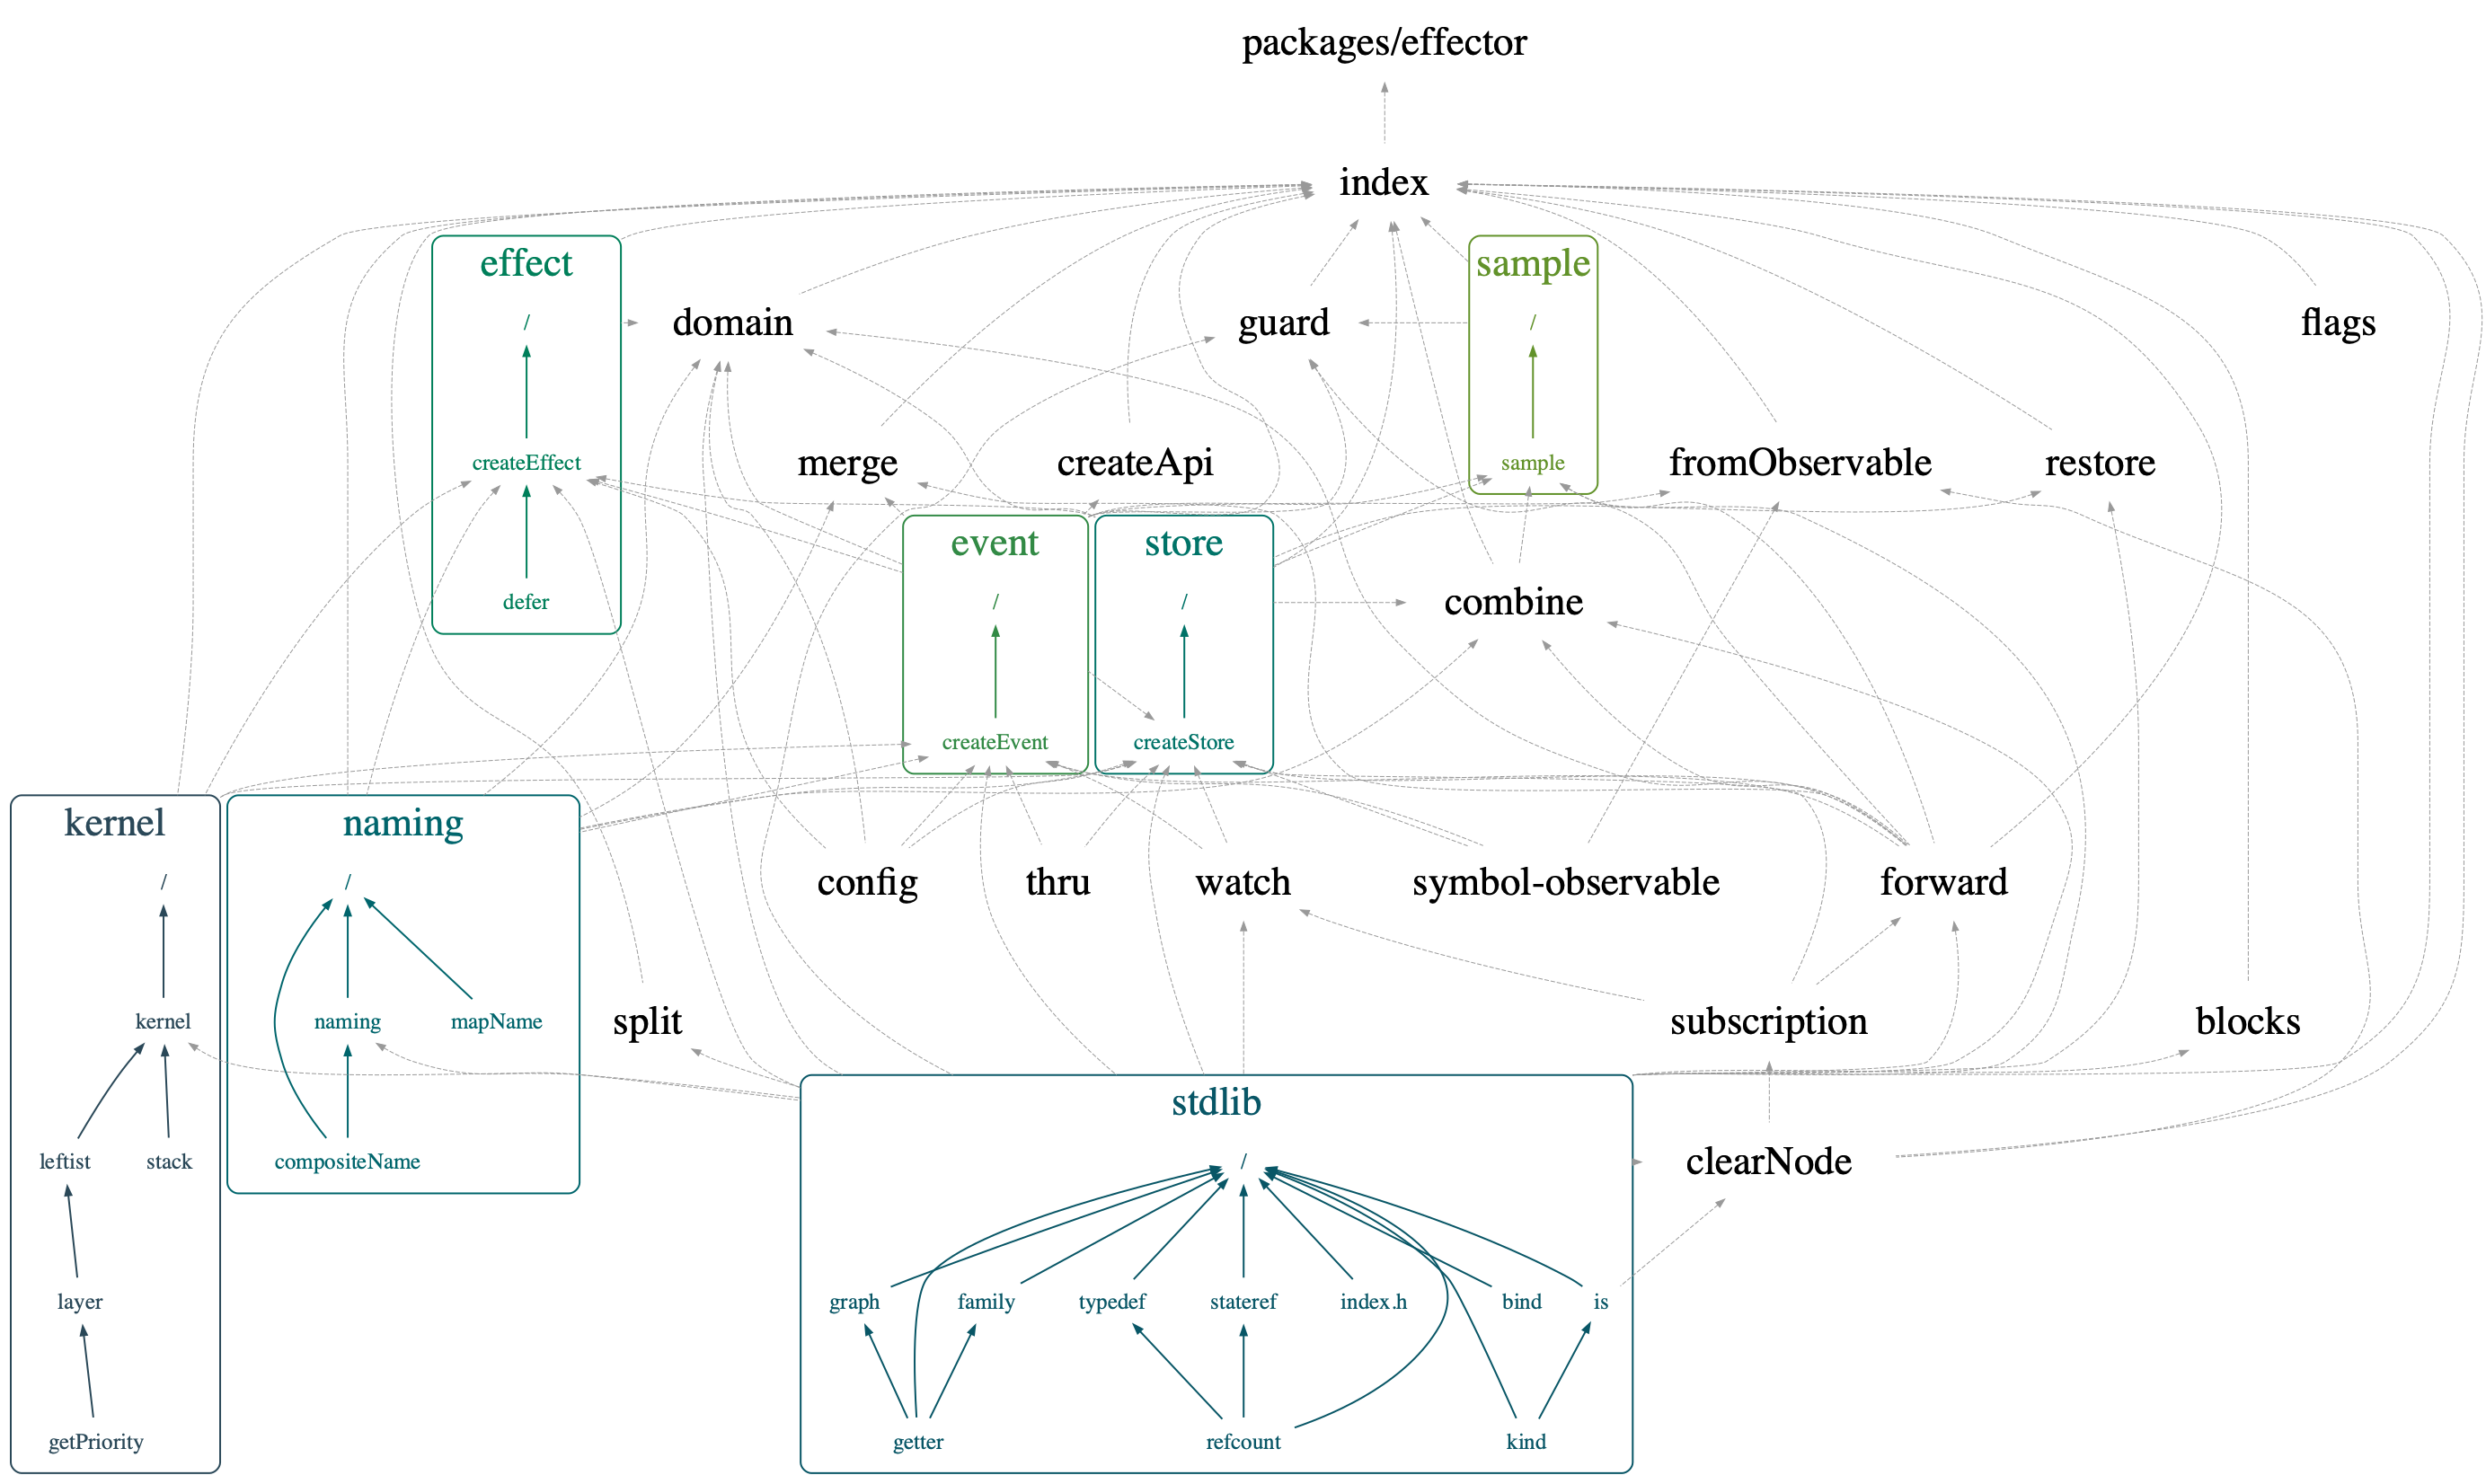 packages/effector
index
effect
sample
/
domain
guard
/
flags
createEffect
merge
createApi
sample
fromObservable
restore
event
store
defer
/
/
combine
createEvent
createStore
kernel
naming
/
/
config
thru
watch
symbol-observable
forward
kernel
naming
mapName
split
subscription
blocks
stdlib
leftist
stack
compositeName
/
clearNode
layer
graph
family
typedef
stateref
index.h
bind
is
getPriority
getter
refcount
kind